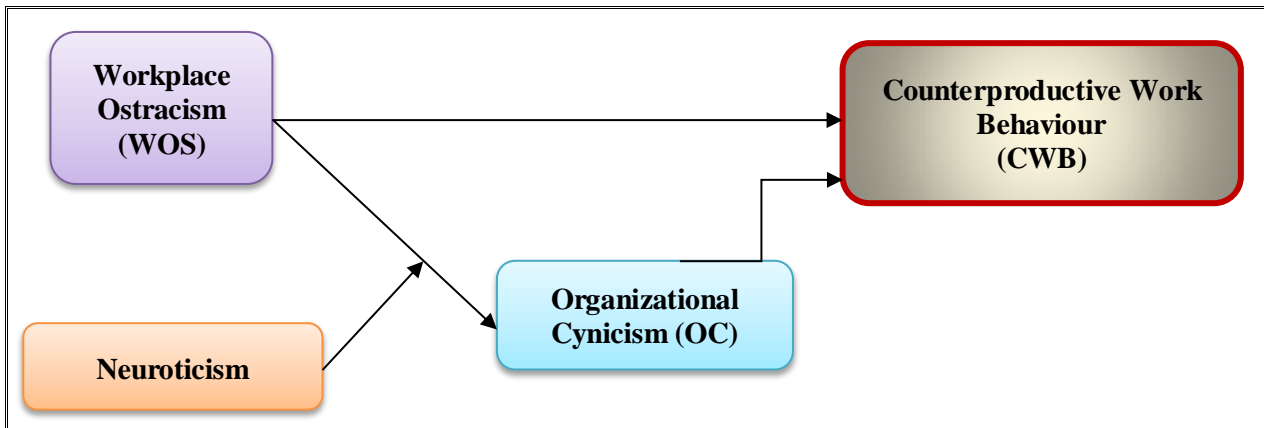 Workplace
Ostracism
(WOS)
Counterproductive Work
Behaviour
(CWB)
Organizational
Cynicism (OC)
Neuroticism